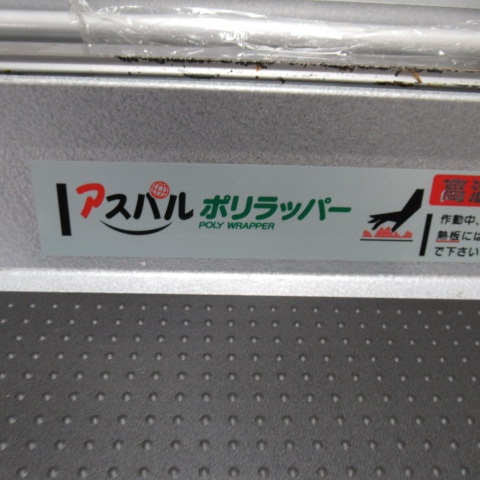 アスパル ポリラッパー
POLY WRAPPER
高温
作動中、
熱板には
で下さい